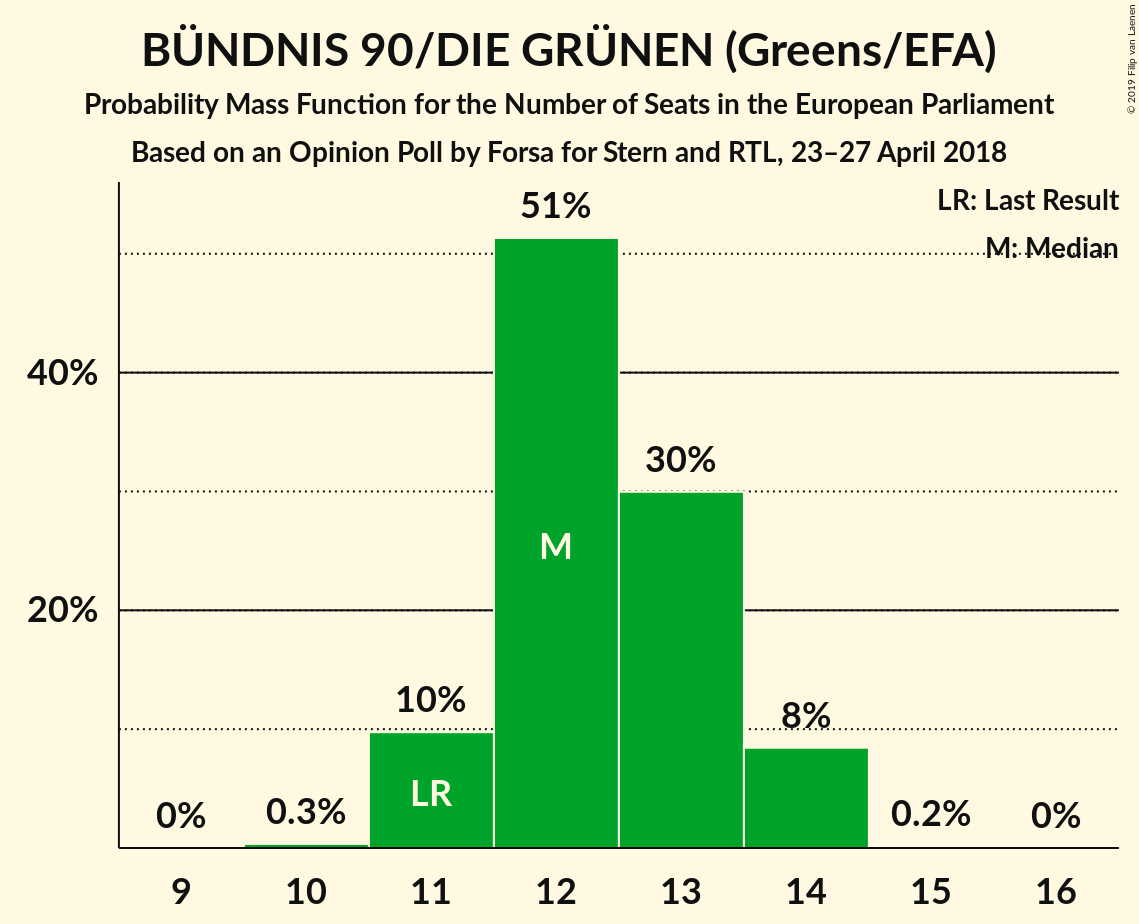 BÜNDNIS 90/DIE GRÜNEN (Greens/EFA)
Probability Mass Function for the Number of Seats in the European Parliament
Based on an Opinion Poll by Forsa for Stern and RTL, 23–27 April 2018
© 2019 Filip van Laenen
LR: Last Result
M: Median
51%
40%
30%
M
20%
10%
8%
LR
0%
0.3%
0.2%
0%
9 10 11 12 13 14 15 16